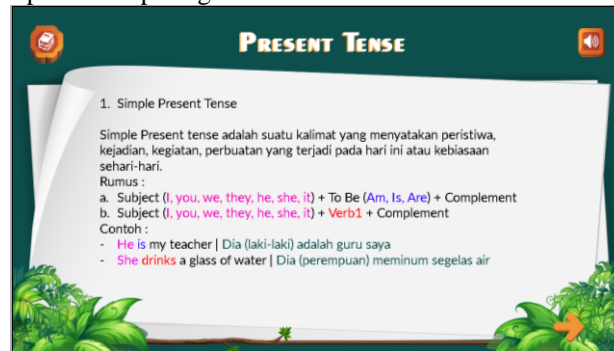 PRESENT TENSE
1. Simple Present Tense
Simple Present tense adalah suatu kalimat yang menyatakan peristiwa,
kejadian, kegiatan, perbuatan yang terjadi pada hari ini atau kebiasaan
sehari-hari.
Rumus :
a. Subject (I, you, we, they, he, she, it) + To Be (Am, Is, Are) + Complement
b. Subject (I, you, we, they, he, she, it) + Verb1 + Complement
Contoh :
- He is my teacher | Dia (laki-laki) adalah guru saya
- She drinks a glass of water | Dia (perempuan) meminum segelas air